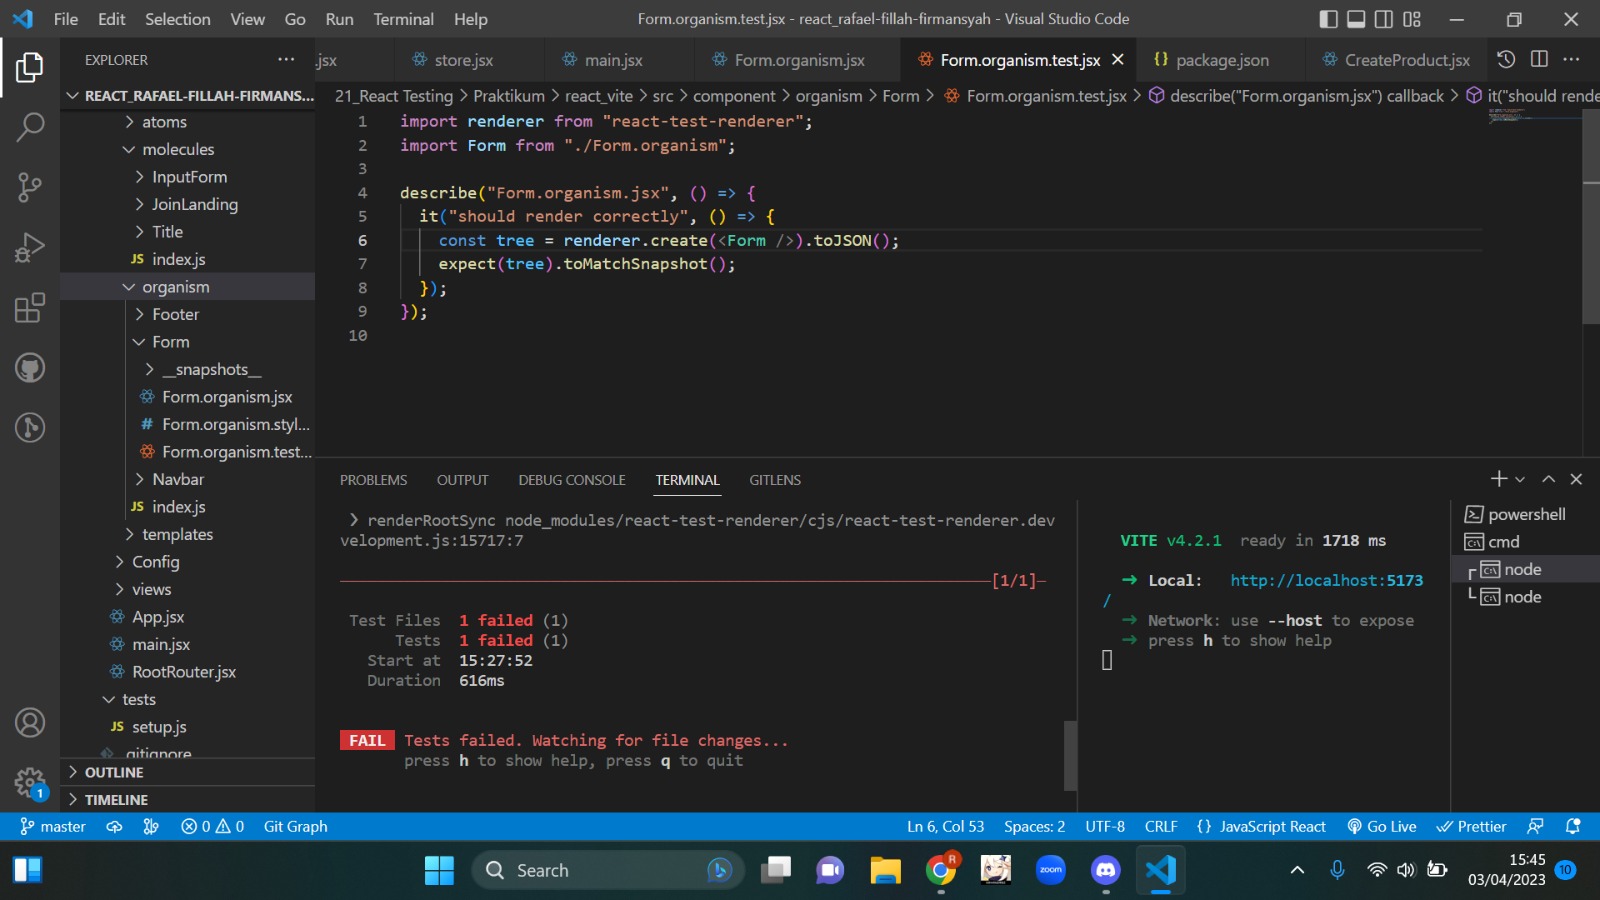 File Edit Selection View Go Run Terminal Help
Form.organism.test.jsx - react_rafael-fillah-firmansyah - Visual Studio Code
EXPLORER ...
.jsx store.jsx main.jsx Form.organism.jsx Form.organism.test.jsx {} package.json CreateProduct.jsx ...
REACT_RAFAEL-FILLAH-FIRMANS...
atoms
molecules
InputForm
JoinLanding
Title
JS index.js
organism
Footer
Form
__snapshots__
Form.organism.jsx
# Form.organism.styl...
Form.organism.test...
Navbar
JS index.js
templates
Config
views
App.jsx
main.jsx
RootRouter.jsx
tests
JS setup.js
.gitignore
OUTLINE
TIMELINE
21_React Testing > Praktikum > react_vite > src > component > organism > Form > Form.organism.test.jsx > describe("Form.organism.jsx") callback > it("should rende
1 import renderer from "react-test-renderer";
2 import Form from "./Form.organism";
3
4 describe("Form.organism.jsx", () => {
5 it("should render correctly", () => {
6 const tree = renderer.create(<Form />).toJSON();
7 expect(tree).toMatchSnapshot();
8 });
9 });
10
PROBLEMS OUTPUT DEBUG CONSOLE TERMINAL GITLENS
❯ renderRootSync node_modules/react-test-renderer/cjs/react-test-renderer.dev
velopment.js:15717:7
[1/1]
Test Files 1 failed (1)
Tests 1 failed (1)
Start at 15:27:52
Duration 616ms
FAIL Tests failed. Watching for file changes...
press h to show help, press q to quit
VITE v4.2.1 ready in 1718 ms
➜ Local: http://localhost:5173
/
➜ Network: use --host to expose
➜ press h to show help
powershell
cmd
node
node
1
master 0 0 Git Graph
Ln 6, Col 53 Spaces: 2 UTF-8 CRLF {} JavaScript React Go Live Prettier
Search
R
zoom
15:45
03/04/2023
10